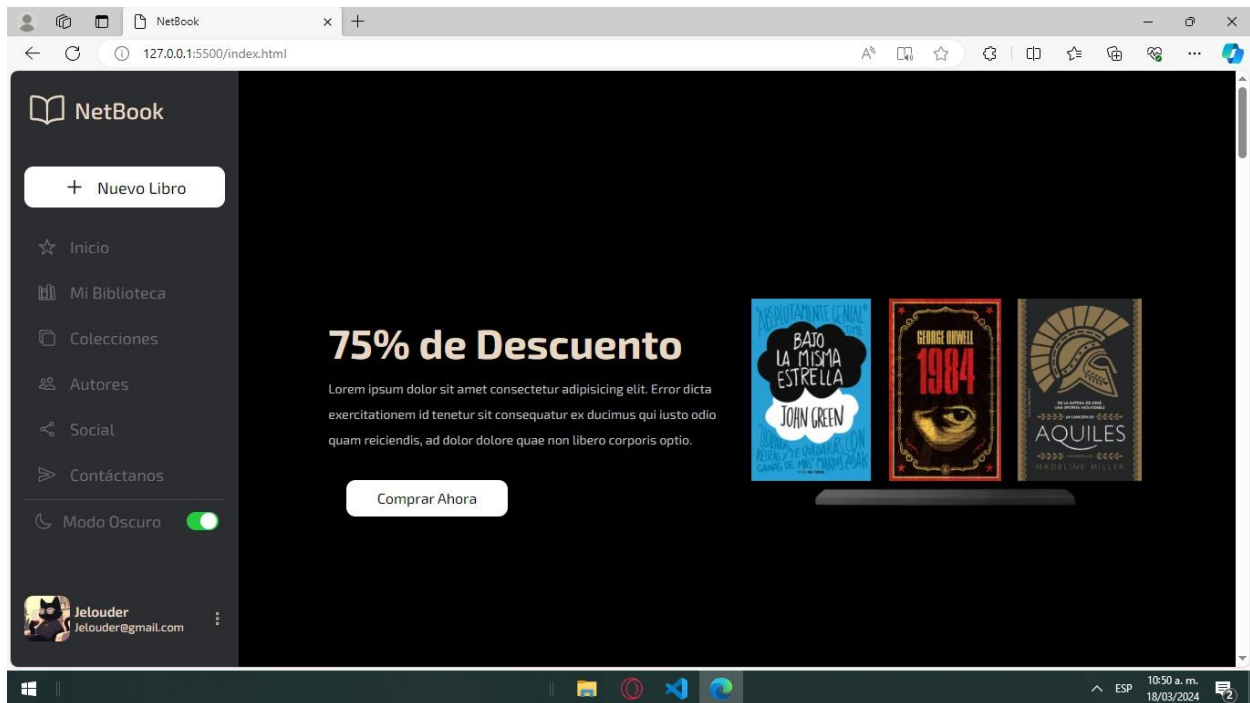 NetBook
127.0.0.1:5500/index.html
NetBook
Nuevo Libro
Inicio
Mi Biblioteca
Colecciones
Autores
Social
Contáctanos
Modo Oscuro
Jelouder
Jelouder@gmail.com
75% de Descuento
Lorem ipsum dolor sit amet consectetur adipisicing elit. Error dicta
exercitationem id tenetur sit consequatur ex ducimus qui iusto odio
quam reiciendis, ad dolor dolore quae non libero corporis optio.
Comprar Ahora
"ABSOLUTAMENTE GENIAL"
TIME
BAJO
LA MISMA
ESTRELLA
JOHN GREEN
GEORGE ORWELL
1984
AQUILES
MADELINE MILLER
ESP
10:50 a. m.
18/03/2024
2